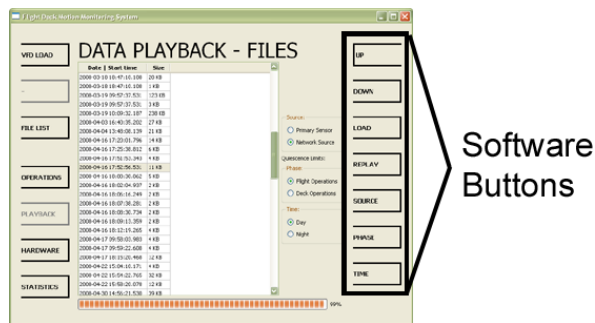 Flight Deck Motion Monitoring System
VFD LOAD
-
FILE LIST
OPERATIONS
PLAYBACK
HARDWARE
STATISTICS
DATA PLAYBACK - FILES
Date | Start time Size
2008-03-18 18:47:10.108 20 KB
2008-03-18 18:47:10.108 1 KB
2008-03-19 09:57:37.531 123 KB
2008-03-19 09:57:37.531 3 KB
2008-03-19 10:09:32.187 238 KB
2008-04-03 16:40:35.202 27 KB
2008-04-04 13:48:08.139 21 KB
2008-04-16 17:23:01.796 14 KB
2008-04-16 17:25:38.812 6 KB
2008-04-16 17:51:53.343 4 KB
2008-04-16 17:52:56.531 11 KB
2008-04-16 18:00:30.062 5 KB
2008-04-16 18:02:04.937 2 KB
2008-04-16 18:06:16.249 2 KB
2008-04-16 18:07:38.281 2 KB
2008-04-16 18:08:30.734 2 KB
2008-04-16 18:09:13.359 2 KB
2008-04-16 18:12:19.265 4 KB
2008-04-17 09:58:03.983 4 KB
2008-04-17 09:59:22.608 4 KB
2008-04-17 18:33:20.468 12 KB
2008-04-22 15:04:10.171 4 KB
2008-04-22 15:54:22.765 32 KB
2008-04-22 15:58:20.078 12 KB
2008-04-30 14:56:21.538 39 KB
99%
Source:
Primary Sensor
Network Source
Quiescence Limits:
Phase:
Flight Operations
Deck Operations
Time:
Day
Night
UP
DOWN
LOAD
REPLAY
SOURCE
PHASE
TIME
Software
Buttons